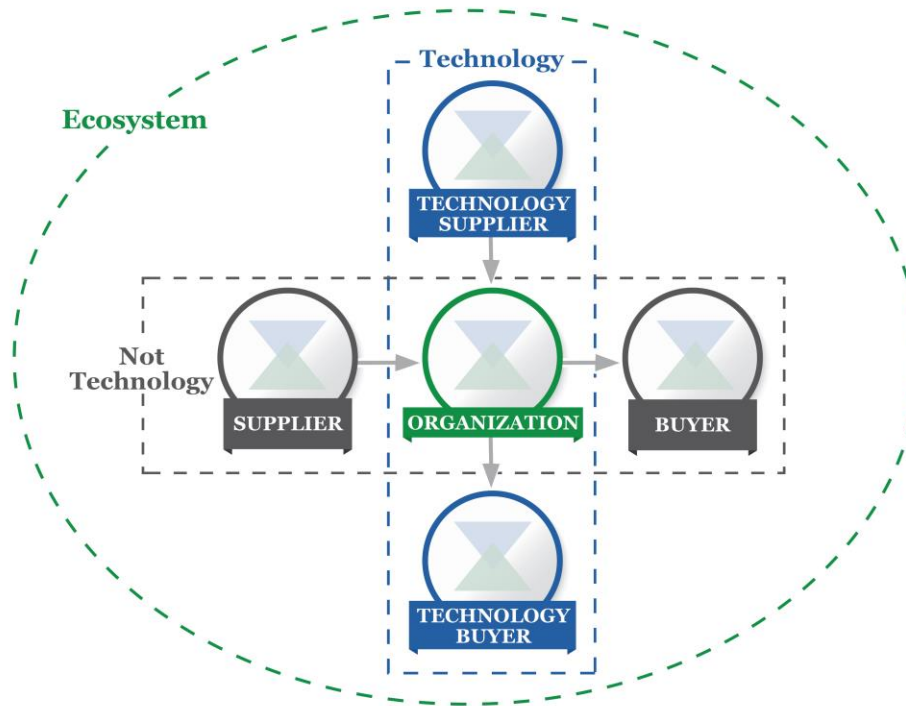 Technology
Ecosystem
TECHNOLOGY
SUPPLIER
Not
Technology
SUPPLIER
ORGANIZATION
BUYER
TECHNOLOGY
BUYER